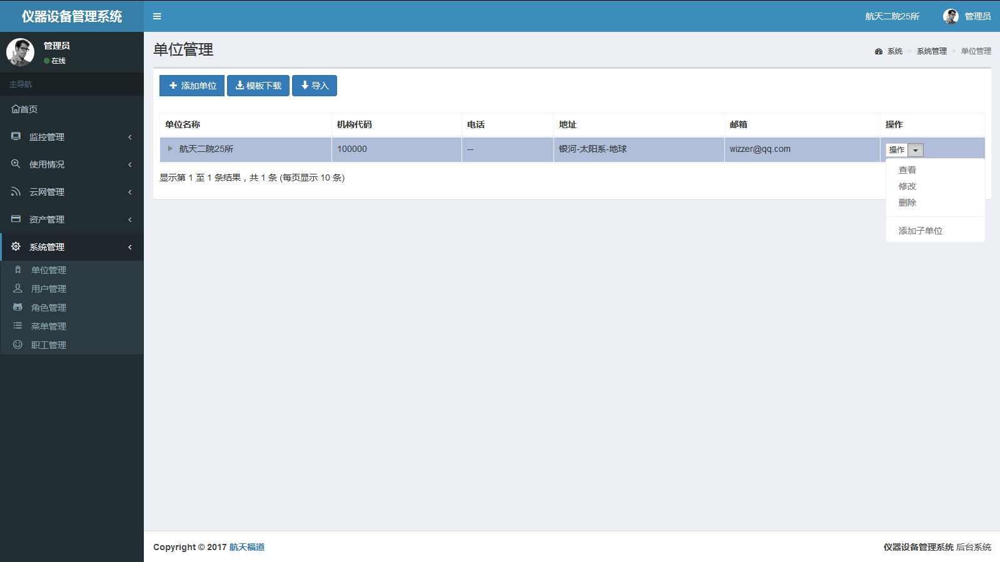 仪器设备管理系统
航天二院25所
管理员
管理员
在线
主导航
首页
监控管理
使用情况
云网管理
资产管理
系统管理
单位管理
用户管理
角色管理
菜单管理
职工管理
单位管理
系统 > 系统管理 > 单位管理
添加单位 模板下载 导入
单位名称 机构代码 电话 地址 邮箱 操作
航天二院25所 100000 -- 银河-太阳系-地球 wizzer@qq.com 操作
查看
修改
删除
添加子单位
显示第 1 至 1 条结果，共 1 条 (每页显示 10 条)
Copyright © 2017 航天福道
仪器设备管理系统 后台系统